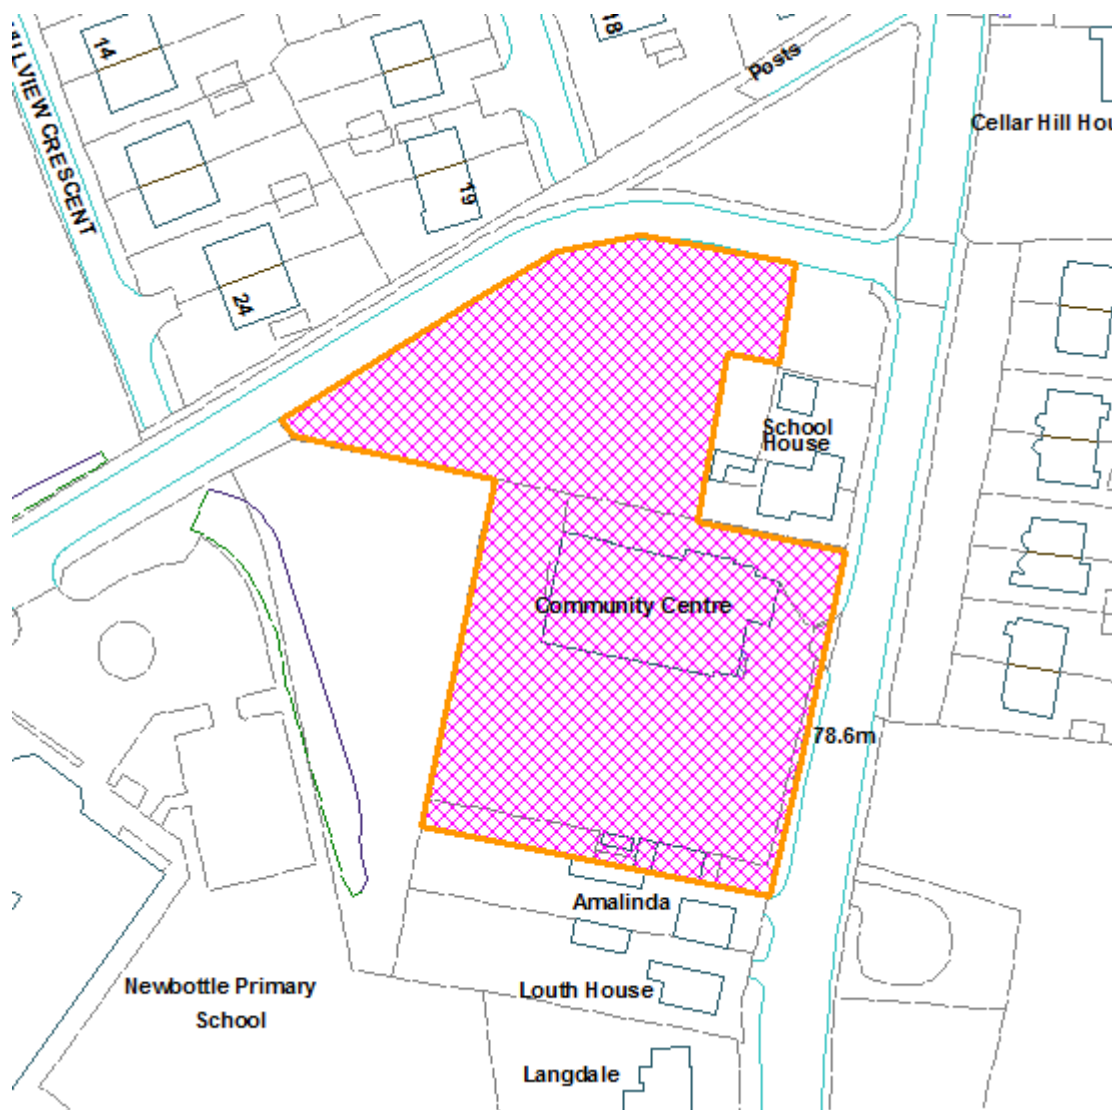 14
18
Posts
Cellar Hill Hou
VIEW CRESCENT
19
24
School
House
Community Centre
78.6m
Amalinda
Newbottle Primary
School
Louth House
Langdale